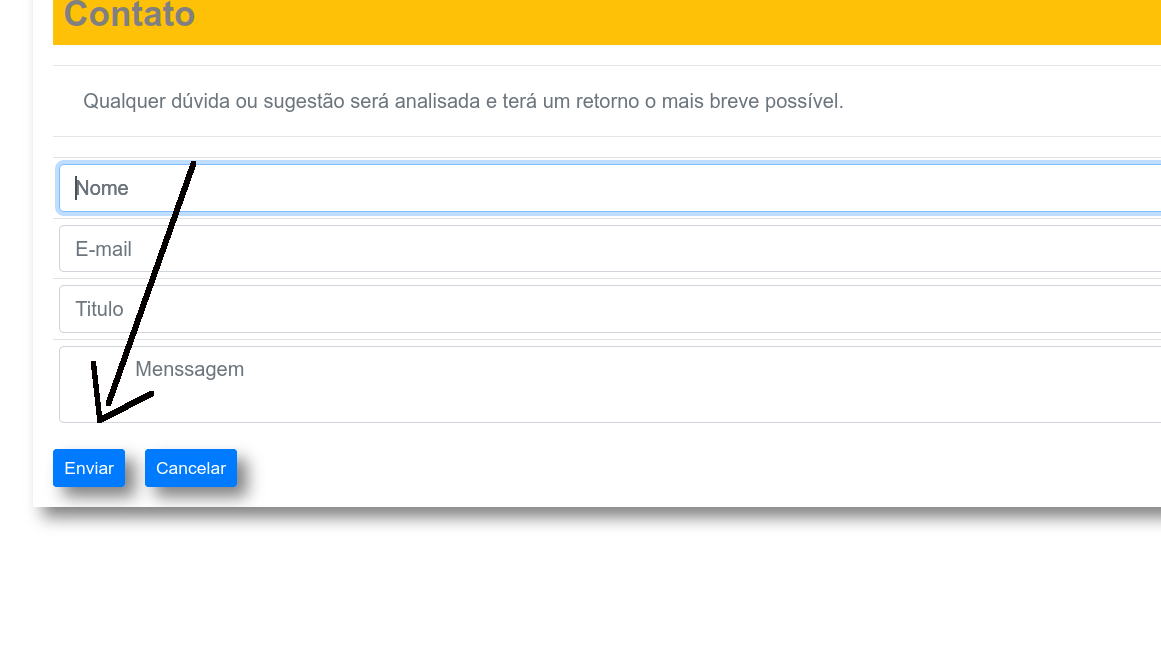 Contato
Qualquer dúvida ou sugestão será analisada e terá um retorno o mais breve possível.
Nome
E-mail
Titulo
Menssagem
Enviar Cancelar